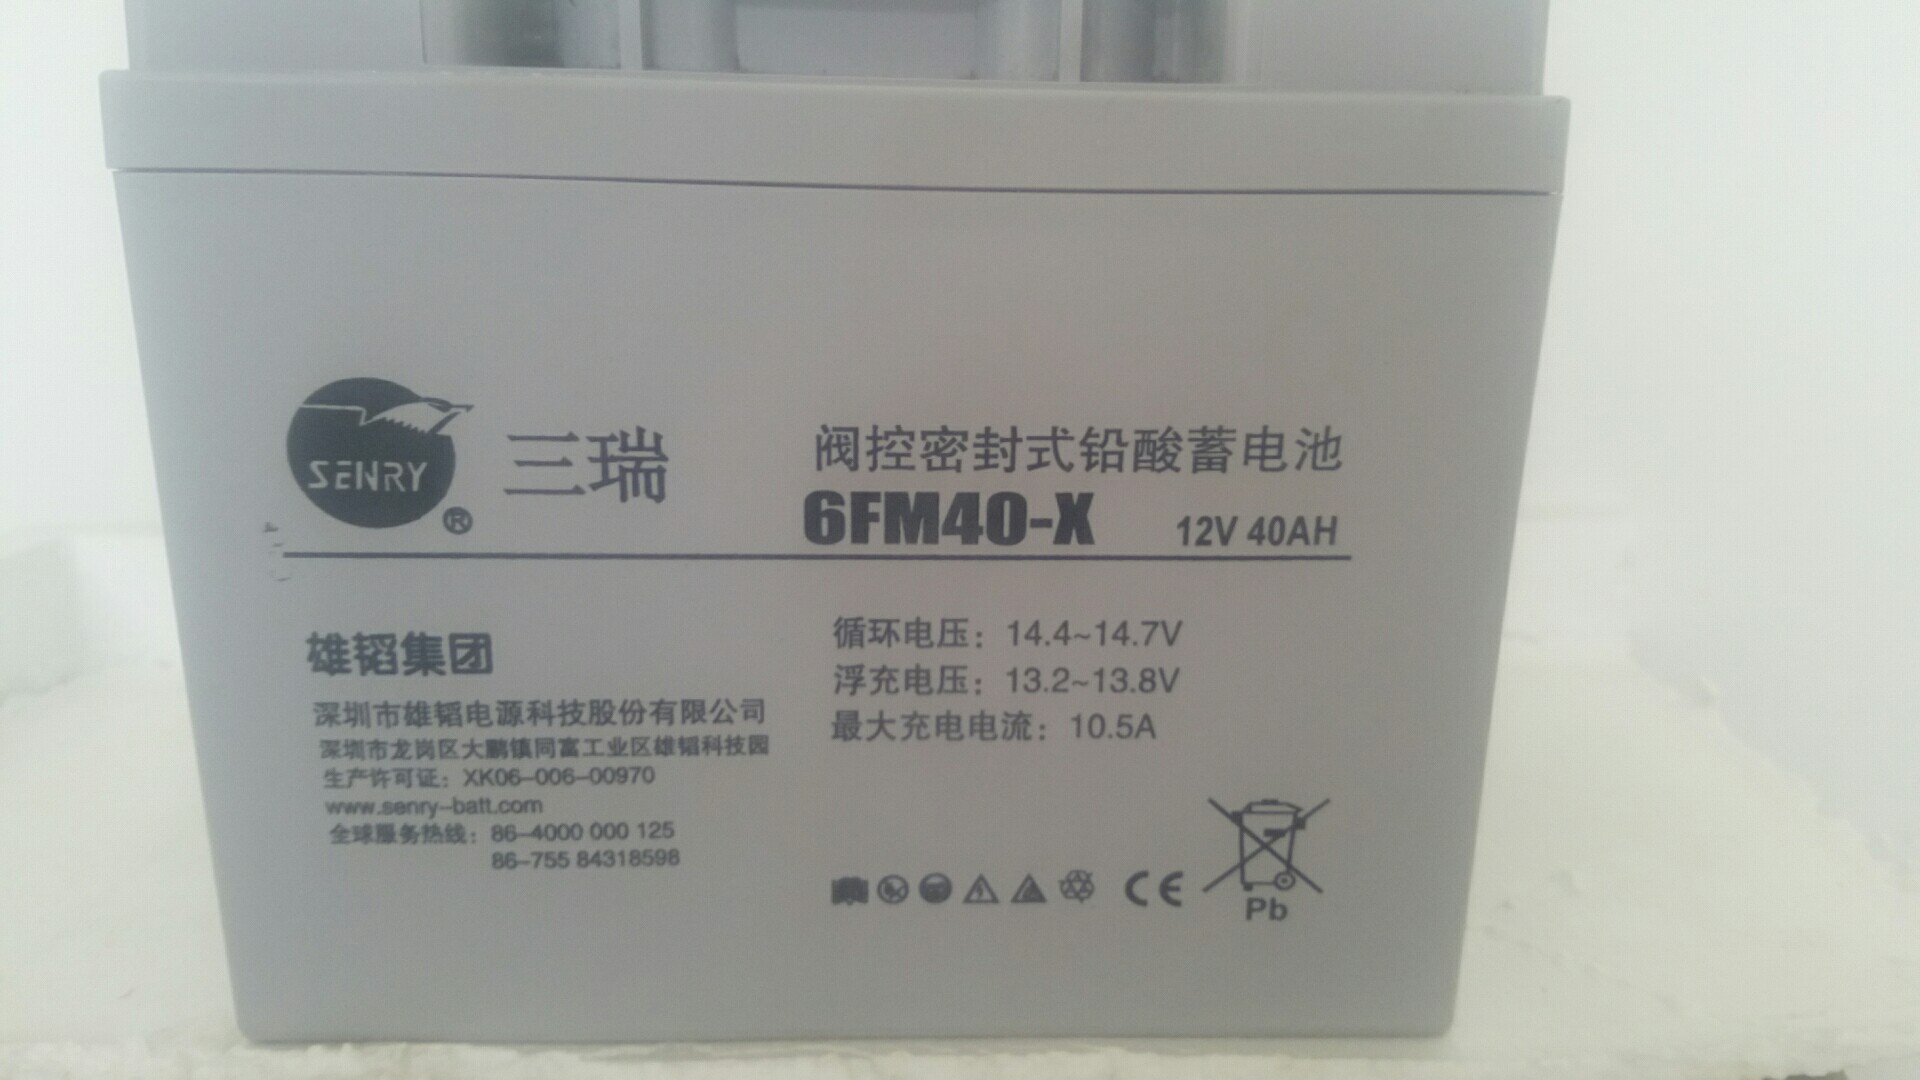 SENRY
®
三瑞
阀控密封式铅酸蓄电池
6FM40-X 12V 40AH
雄韬集团
深圳市雄韬电源科技股份有限公司
深圳市龙岗区大鹏镇同富工业区雄韬科技园
生产许可证：XK06-006-00970
www.senry-batt.com
全球服务热线：86-4000 000 125
86-755 84318598
循环电压：14.4~14.7V
浮充电压：13.2~13.8V
最大充电电流：10.5A
CE
Pb